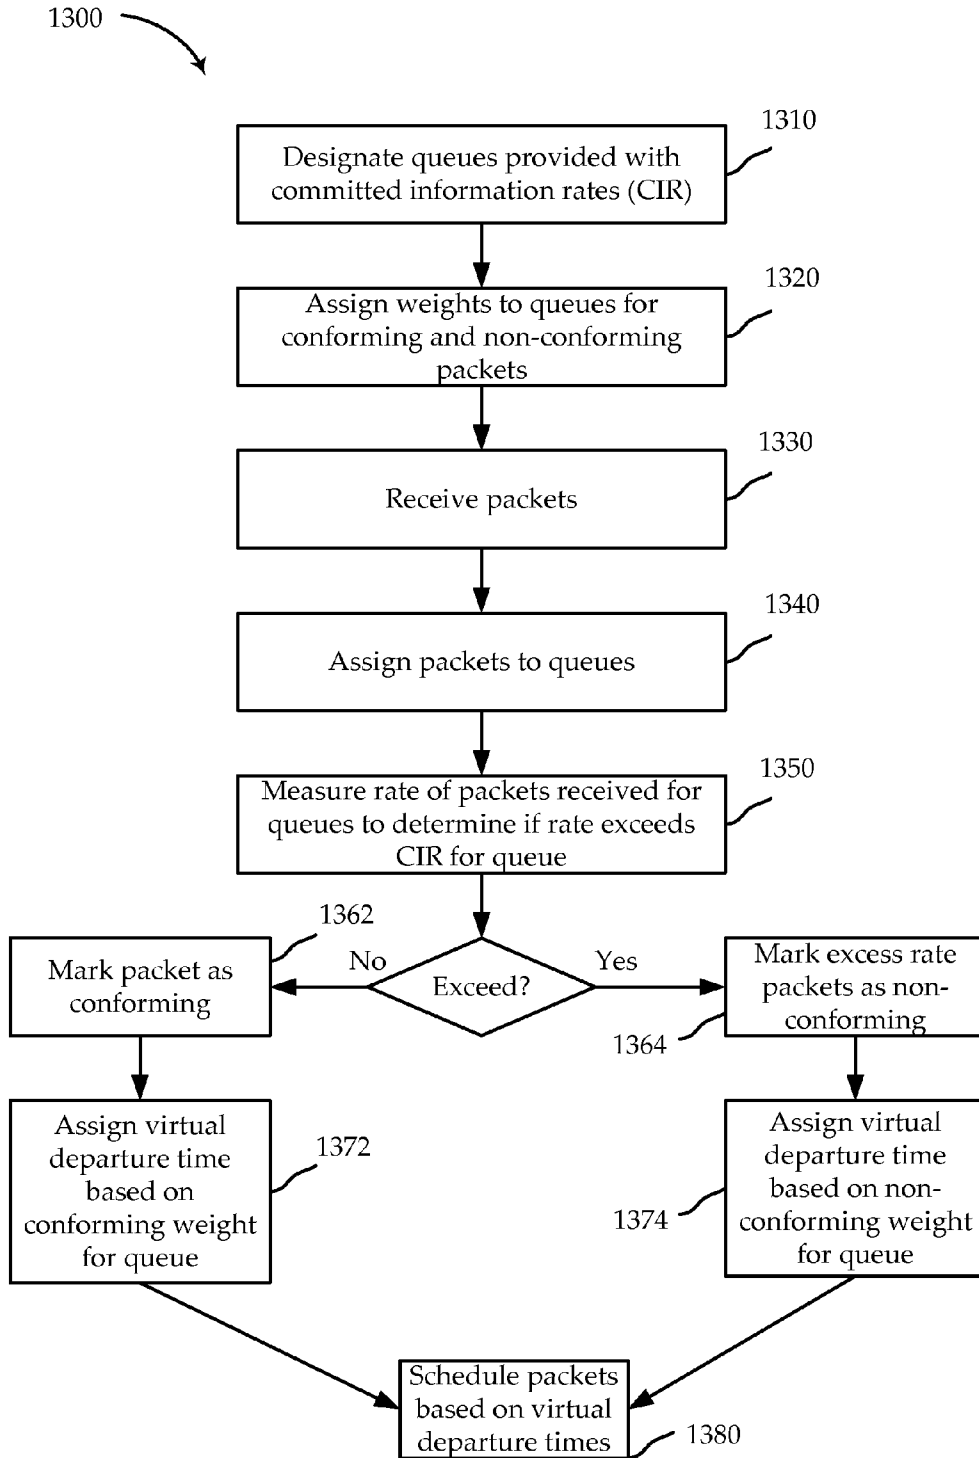 1300
1310
Designate queues provided with
committed information rates (CIR)
1320
Assign weights to queues for
conforming and non-conforming
packets
1330
Receive packets
1340
Assign packets to queues
1350
Measure rate of packets received for
queues to determine if rate exceeds
CIR for queue
1362
Mark packet as
conforming
No
Exceed?
Yes
Mark excess rate
packets as non-
conforming
1364
Assign virtual
departure time
based on
conforming weight
for queue
1372
Assign virtual
departure time
based on non-
conforming weight
for queue
1374
Schedule packets
based on virtual
departure times
1380